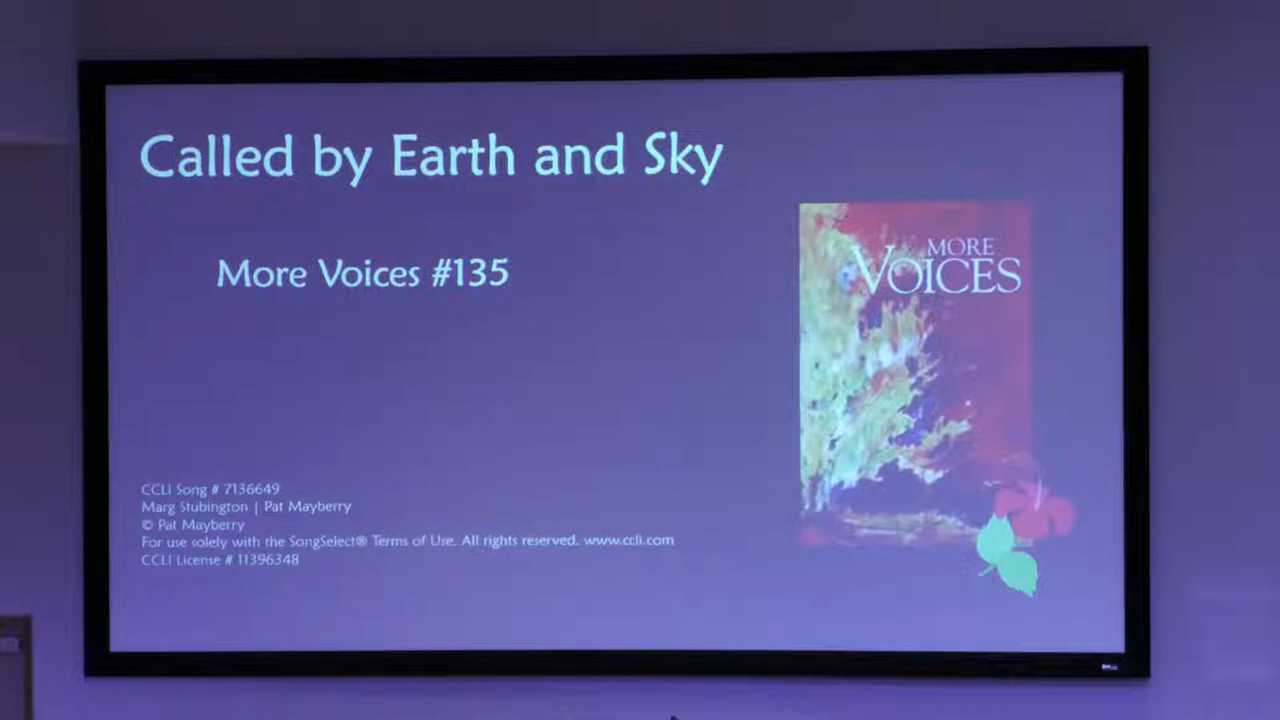 Called by Earth and Sky
More Voices #135
MORE
VOICES
CCLI Song # 7136649
Marg Stubington | Pat Mayberry
© Pat Mayberry
For use solely with the SongSelect® Terms of Use. All rights reserved. www.ccli.com
CCLI License # 11396348